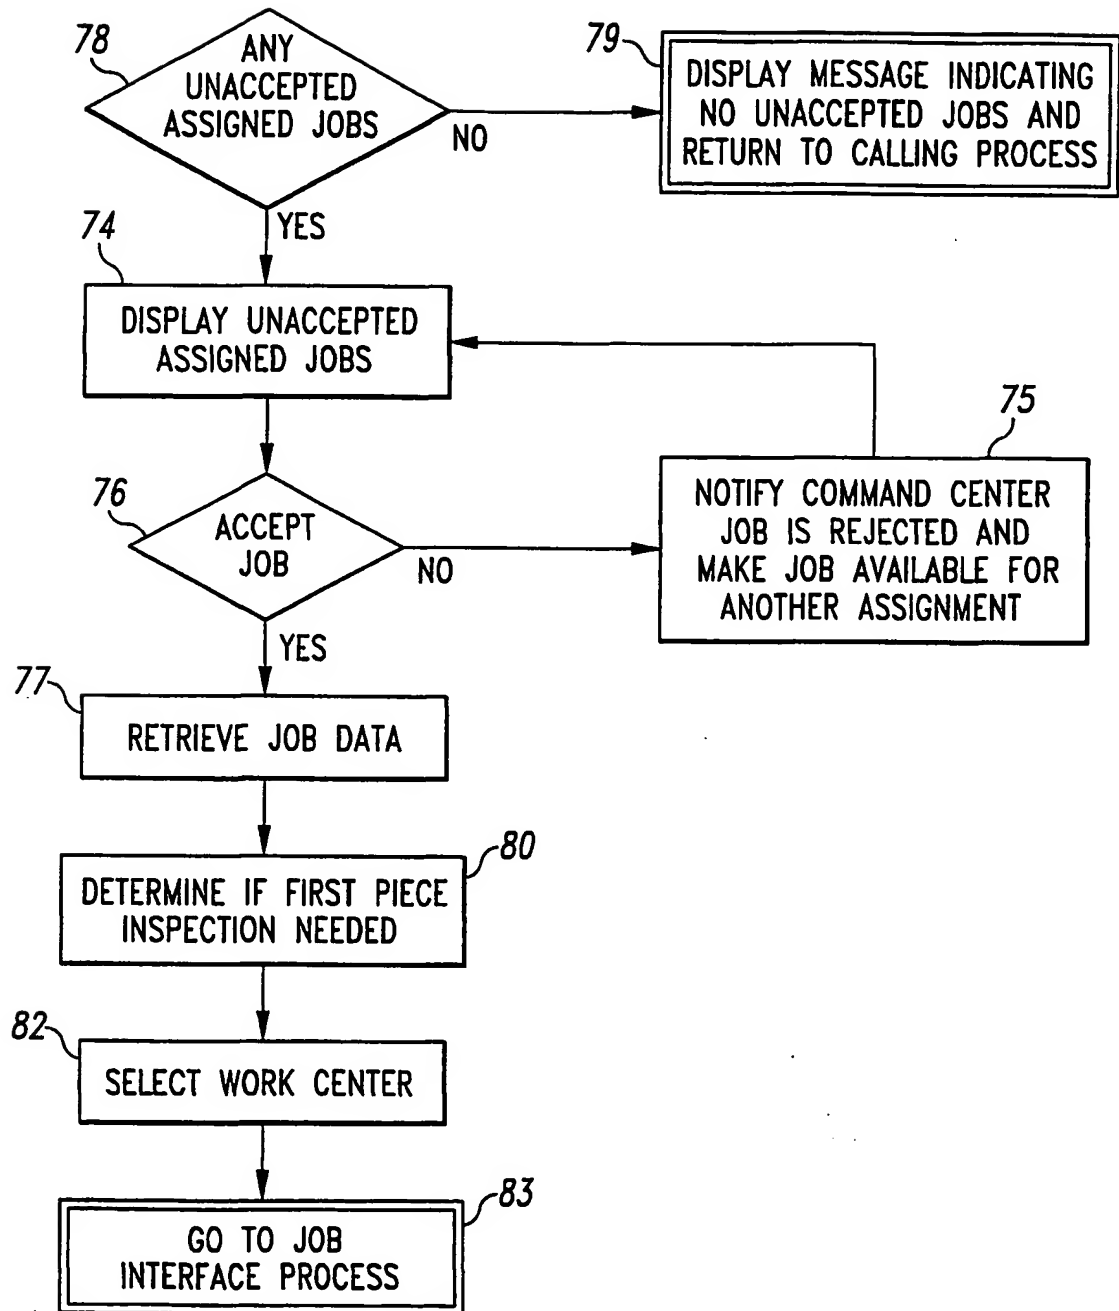 78
ANY
UNACCEPTED
ASSIGNED JOBS
NO
79
DISPLAY MESSAGE INDICATING
NO UNACCEPTED JOBS AND
RETURN TO CALLING PROCESS
YES
74
DISPLAY UNACCEPTED
ASSIGNED JOBS
76
ACCEPT
JOB
NO
75
NOTIFY COMMAND CENTER
JOB IS REJECTED AND
MAKE JOB AVAILABLE FOR
ANOTHER ASSIGNMENT
YES
77
RETRIEVE JOB DATA
80
DETERMINE IF FIRST PIECE
INSPECTION NEEDED
82
SELECT WORK CENTER
83
GO TO JOB
INTERFACE PROCESS